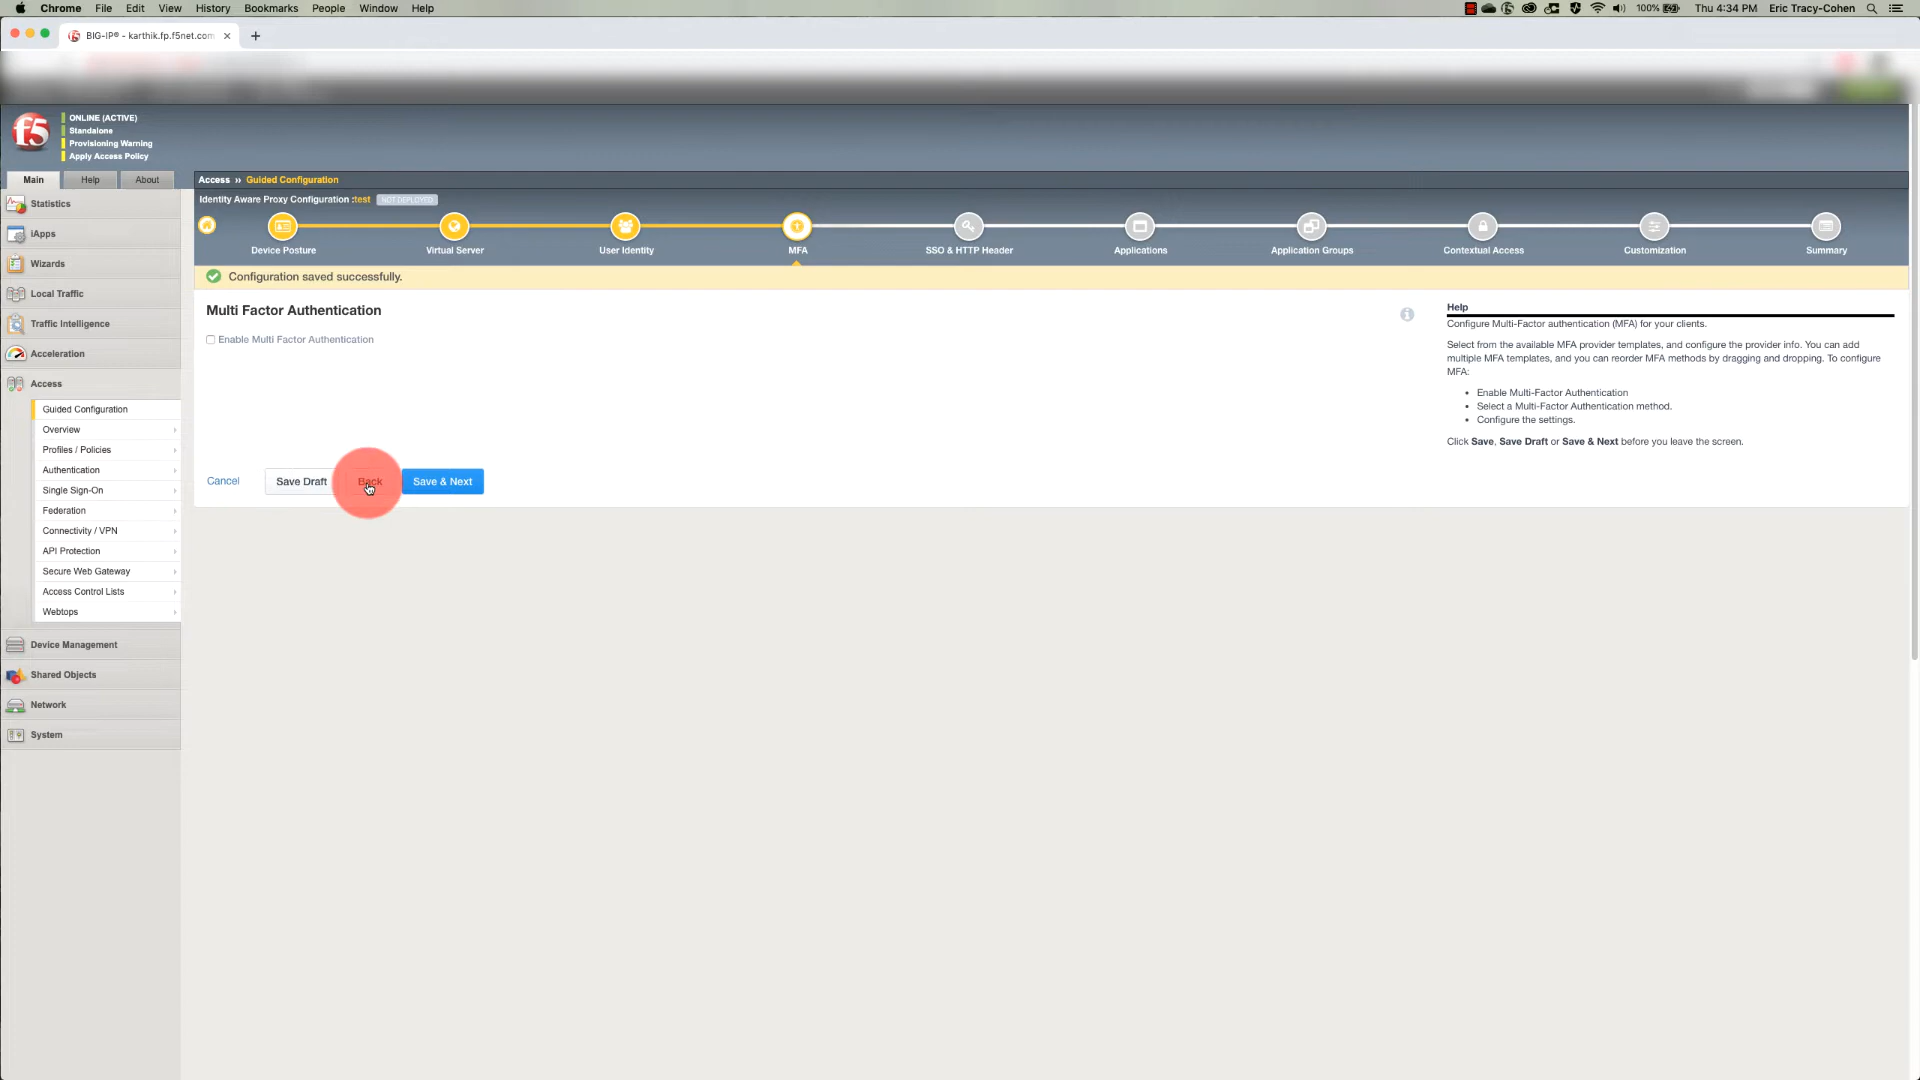 Chrome File Edit View History Bookmarks People Window Help 100% Thu 4:34 PM Eric Tracy-Cohen
BIG-IP® - karthik.fp.f5net.com
f5
ONLINE (ACTIVE)
Standalone
Provisioning Warning
Apply Access Policy
Main Help About
Access » Guided Configuration
Identity Aware Proxy Configuration :test NOT DEPLOYED
Device Posture Virtual Server User Identity MFA SSO & HTTP Header Applications Application Groups Contextual Access Customization Summary
Configuration saved successfully.
Statistics
iApps
Wizards
Local Traffic
Traffic Intelligence
Acceleration
Access
Guided Configuration
Overview
Profiles / Policies
Authentication
Single Sign-On
Federation
Connectivity / VPN
API Protection
Secure Web Gateway
Access Control Lists
Webtops
Device Management
Shared Objects
Network
System
Multi Factor Authentication
Enable Multi Factor Authentication
Cancel Save Draft Back Save & Next
Help
Configure Multi-Factor authentication (MFA) for your clients.
Select from the available MFA provider templates, and configure the provider info. You can add
multiple MFA templates, and you can reorder MFA methods by dragging and dropping. To configure
MFA:
• Enable Multi-Factor Authentication
• Select a Multi-Factor Authentication method.
• Configure the settings.
Click Save, Save Draft or Save & Next before you leave the screen.